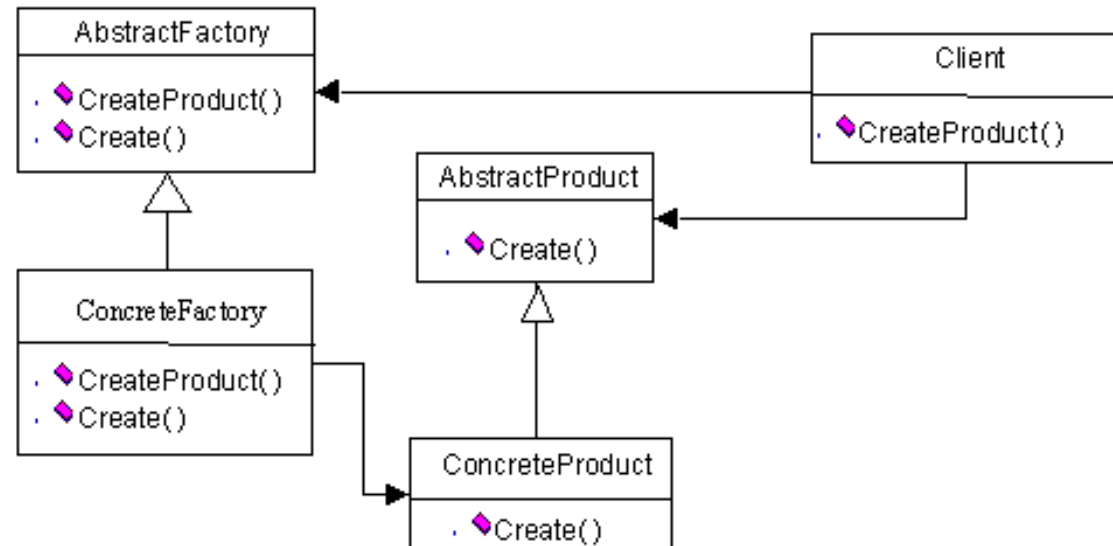 AbstractFactory
CreateProduct()
Create()
Client
CreateProduct()
AbstractProduct
Create()
ConcreteFactory
CreateProduct()
Create()
ConcreteProduct
Create()